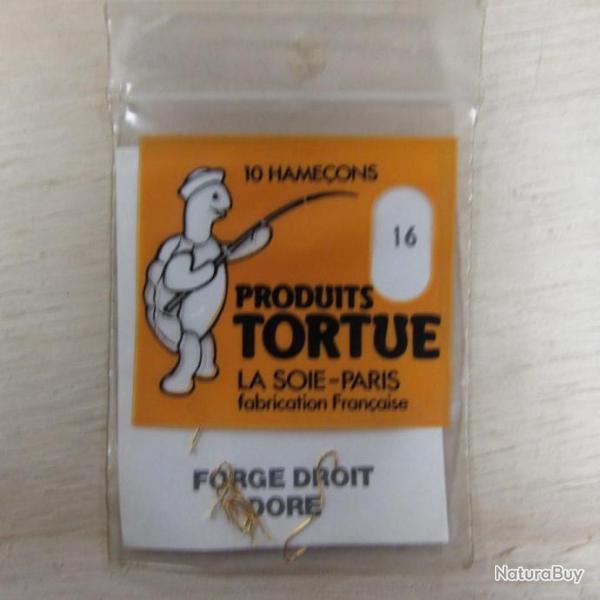 10 HAMEÇONS
16
PRODUITS
TORTUE
LA SOIE-PARIS
fabrication Française
FORGE DROIT
DORE
NaturaBuy